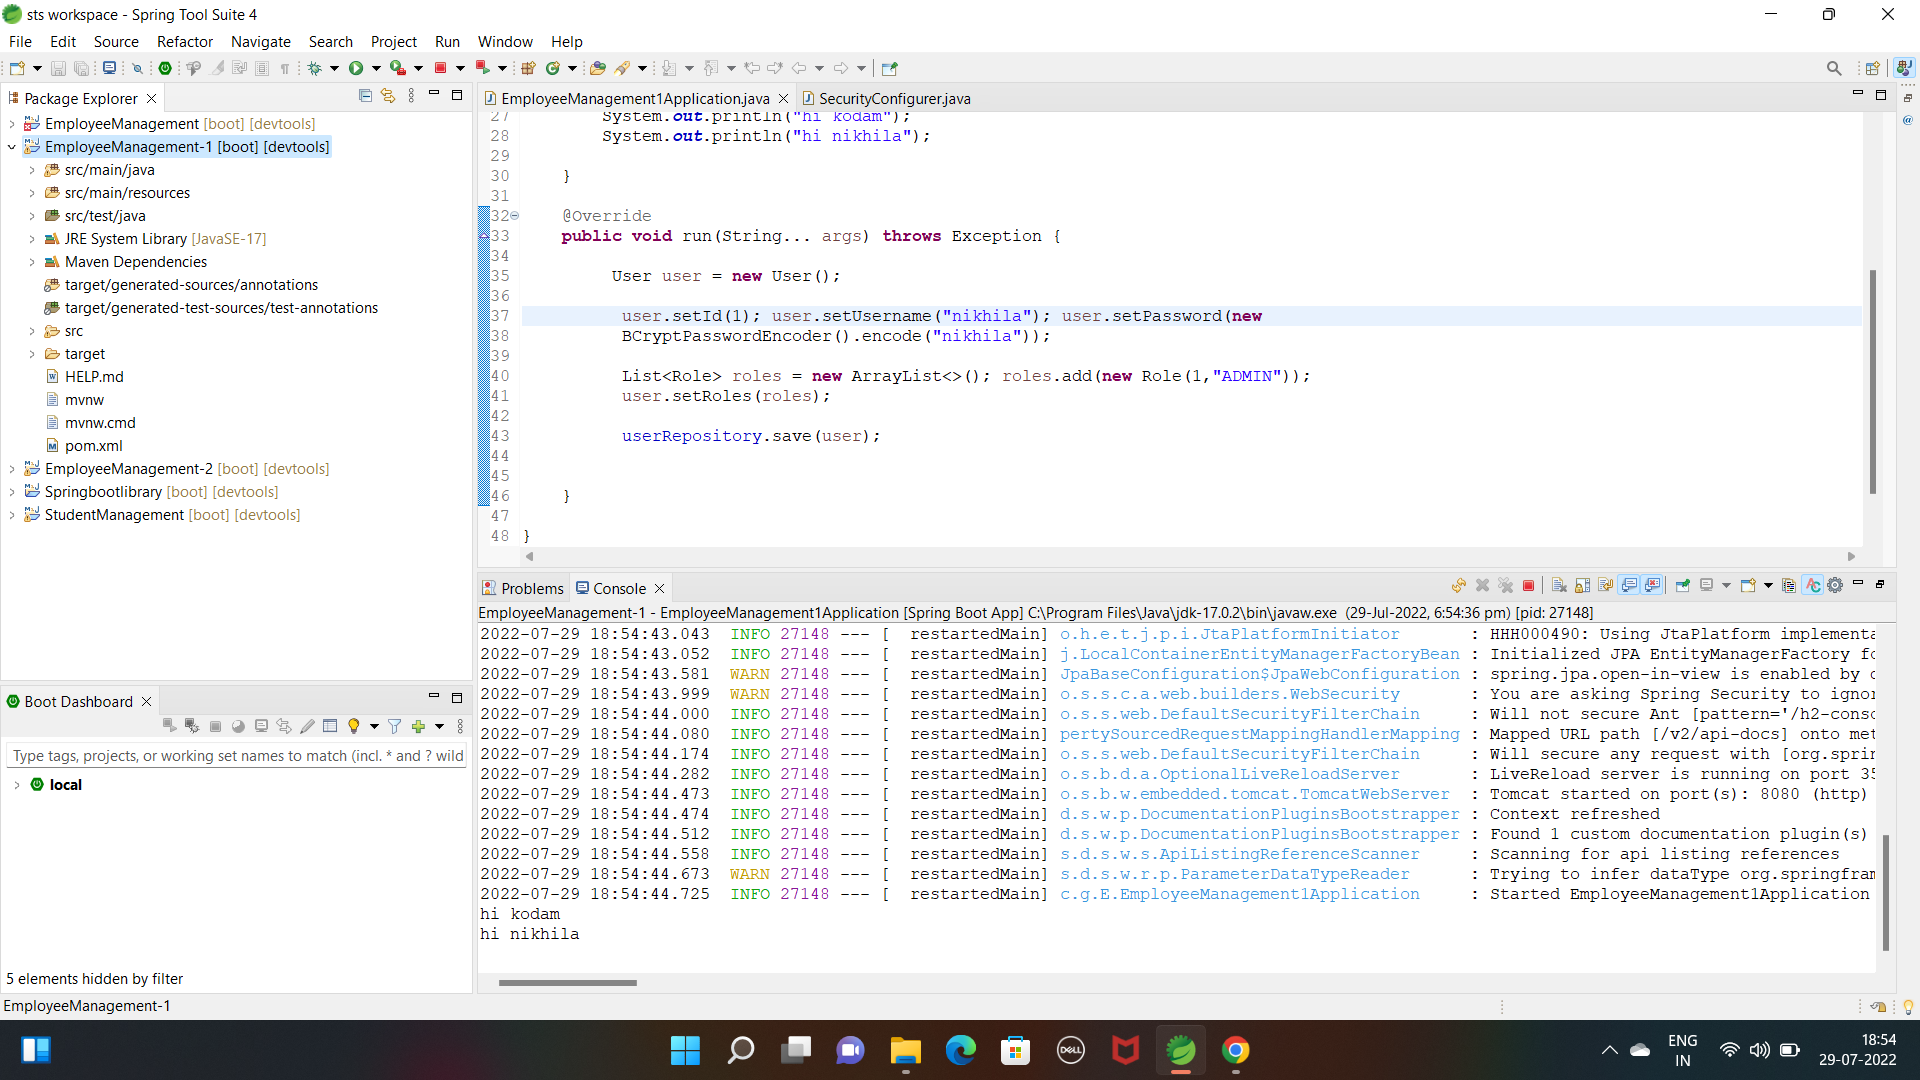 sts workspace - Spring Tool Suite 4
File Edit Source Refactor Navigate Search Project Run Window Help
Package Explorer
EmployeeManagement [boot] [devtools]
EmployeeManagement-1 [boot] [devtools]
src/main/java
src/main/resources
src/test/java
JRE System Library [JavaSE-17]
Maven Dependencies
target/generated-sources/annotations
target/generated-test-sources/test-annotations
src
target
HELP.md
mvnw
mvnw.cmd
pom.xml
EmployeeManagement-2 [boot] [devtools]
Springbootlibrary [boot] [devtools]
StudentManagement [boot] [devtools]
Boot Dashboard
Type tags, projects, or working set names to match (incl. * and ? wild
local
5 elements hidden by filter
EmployeeManagement1Application.java SecurityConfigurer.java
27 System.out.println("hi kodam");
28 System.out.println("hi nikhila");
29
30 }
31
32 @Override
33 public void run(String... args) throws Exception {
34
35 User user = new User();
36
37 user.setId(1); user.setUsername("nikhila"); user.setPassword(new
38 BCryptPasswordEncoder().encode("nikhila"));
39
40 List<Role> roles = new ArrayList<>(); roles.add(new Role(1,"ADMIN"));
41 user.setRoles(roles);
42
43 userRepository.save(user);
44
45
46 }
47
48 }
Problems Console
EmployeeManagement-1 - EmployeeManagement1Application [Spring Boot App] C:\Program Files\Java\jdk-17.0.2\bin\javaw.exe (29-Jul-2022, 6:54:36 pm) [pid: 27148]
2022-07-29 18:54:43.043 INFO 27148 --- [ restartedMain] o.h.e.t.j.p.i.JtaPlatformInitiator : HHH000490: Using JtaPlatform implementa
2022-07-29 18:54:43.052 INFO 27148 --- [ restartedMain] j.LocalContainerEntityManagerFactoryBean : Initialized JPA EntityManagerFactory fo
2022-07-29 18:54:43.581 WARN 27148 --- [ restartedMain] JpaBaseConfiguration$JpaWebConfiguration : spring.jpa.open-in-view is enabled by d
2022-07-29 18:54:43.999 WARN 27148 --- [ restartedMain] o.s.s.c.a.web.builders.WebSecurity : You are asking Spring Security to ignor
2022-07-29 18:54:44.000 INFO 27148 --- [ restartedMain] o.s.s.web.DefaultSecurityFilterChain : Will not secure Ant [pattern='/h2-conso
2022-07-29 18:54:44.080 INFO 27148 --- [ restartedMain] pertySourcedRequestMappingHandlerMapping : Mapped URL path [/v2/api-docs] onto met
2022-07-29 18:54:44.174 INFO 27148 --- [ restartedMain] o.s.s.web.DefaultSecurityFilterChain : Will secure any request with [org.sprin
2022-07-29 18:54:44.282 INFO 27148 --- [ restartedMain] o.s.b.d.a.OptionalLiveReloadServer : LiveReload server is running on port 35
2022-07-29 18:54:44.473 INFO 27148 --- [ restartedMain] o.s.b.w.embedded.tomcat.TomcatWebServer : Tomcat started on port(s): 8080 (http)
2022-07-29 18:54:44.474 INFO 27148 --- [ restartedMain] d.s.w.p.DocumentationPluginsBootstrapper : Context refreshed
2022-07-29 18:54:44.512 INFO 27148 --- [ restartedMain] d.s.w.p.DocumentationPluginsBootstrapper : Found 1 custom documentation plugin(s)
2022-07-29 18:54:44.558 INFO 27148 --- [ restartedMain] s.d.s.w.s.ApiListingReferenceScanner : Scanning for api listing references
2022-07-29 18:54:44.673 WARN 27148 --- [ restartedMain] s.d.s.w.r.p.ParameterDataTypeReader : Trying to infer dataType org.springfram
2022-07-29 18:54:44.725 INFO 27148 --- [ restartedMain] c.g.E.EmployeeManagement1Application : Started EmployeeManagement1Application
hi kodam
hi nikhila
EmployeeManagement-1
DELL
ENG
IN
18:54
29-07-2022